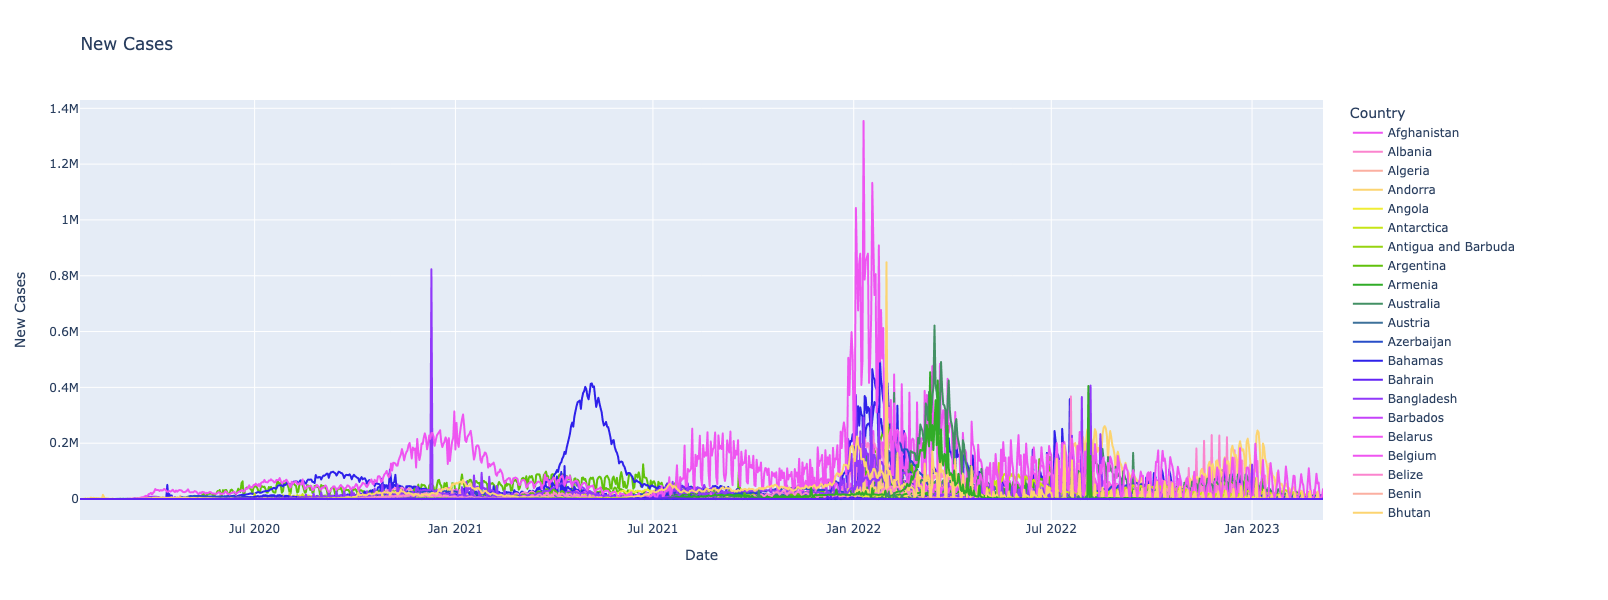 New Cases
1.4M
1.2M
1M
0.8M
0.6M
0.4M
0.2M
0
New Cases
Jul 2020
Jan 2021
Jul 2021
Jan 2022
Jul 2022
Jan 2023
Date
Country
Afghanistan
Albania
Algeria
Andorra
Angola
Antarctica
Antigua and Barbuda
Argentina
Armenia
Australia
Austria
Azerbaijan
Bahamas
Bahrain
Bangladesh
Barbados
Belarus
Belgium
Belize
Benin
Bhutan